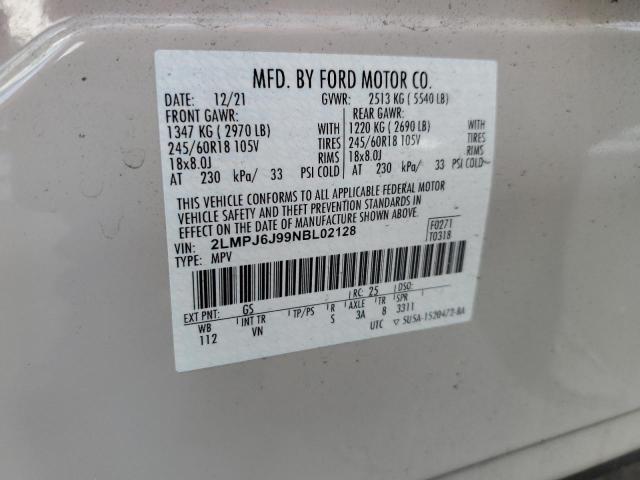 MFD. BY FORD MOTOR CO.
DATE: 12/21 GVWR: 2513 KG ( 5540 LB)
FRONT GAWR: REAR GAWR:
1347 KG ( 2970 LB) WITH 1220 KG ( 2690 LB) WITH
245/60R18 105V TIRES 245/60R18 105V TIRES
18x8.0J RIMS 18x8.0J RIMS
AT 230 kPa/ 33 PSI COLD AT 230 kPa/ 33 PSI COLD
THIS VEHICLE CONFORMS TO ALL APPLICABLE FEDERAL MOTOR
VEHICLE SAFETY AND THEFT PREVENTION STANDARDS IN
EFFECT ON THE DATE OF MANUFACTURE SHOWN ABOVE.
VIN: 2LMPJ6J99NBL02128 F0271
TYPE: MPV T0318
EXT PNT: GS RC: 25 DSO:
WB INT TR TP/PS R AXLE TR SPR
112 VN S 3A 8 3311
UTC ▽ 5U5A-1520472-BA